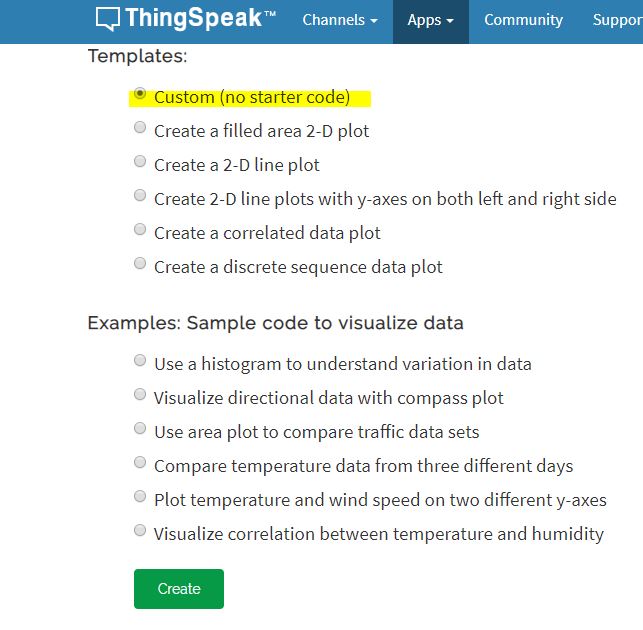 ThingSpeak™ Channels Apps Community
Templates:
Custom (no starter code)
Create a filled area 2-D plot
Create a 2-D line plot
Create 2-D line plots with y-axes on both left and right side
Create a correlated data plot
Create a discrete sequence data plot
Examples: Sample code to visualize data
Use a histogram to understand variation in data
Visualize directional data with compass plot
Use area plot to compare traffic data sets
Compare temperature data from three different days
Plot temperature and wind speed on two different y-axes
Visualize correlation between temperature and humidity
Create